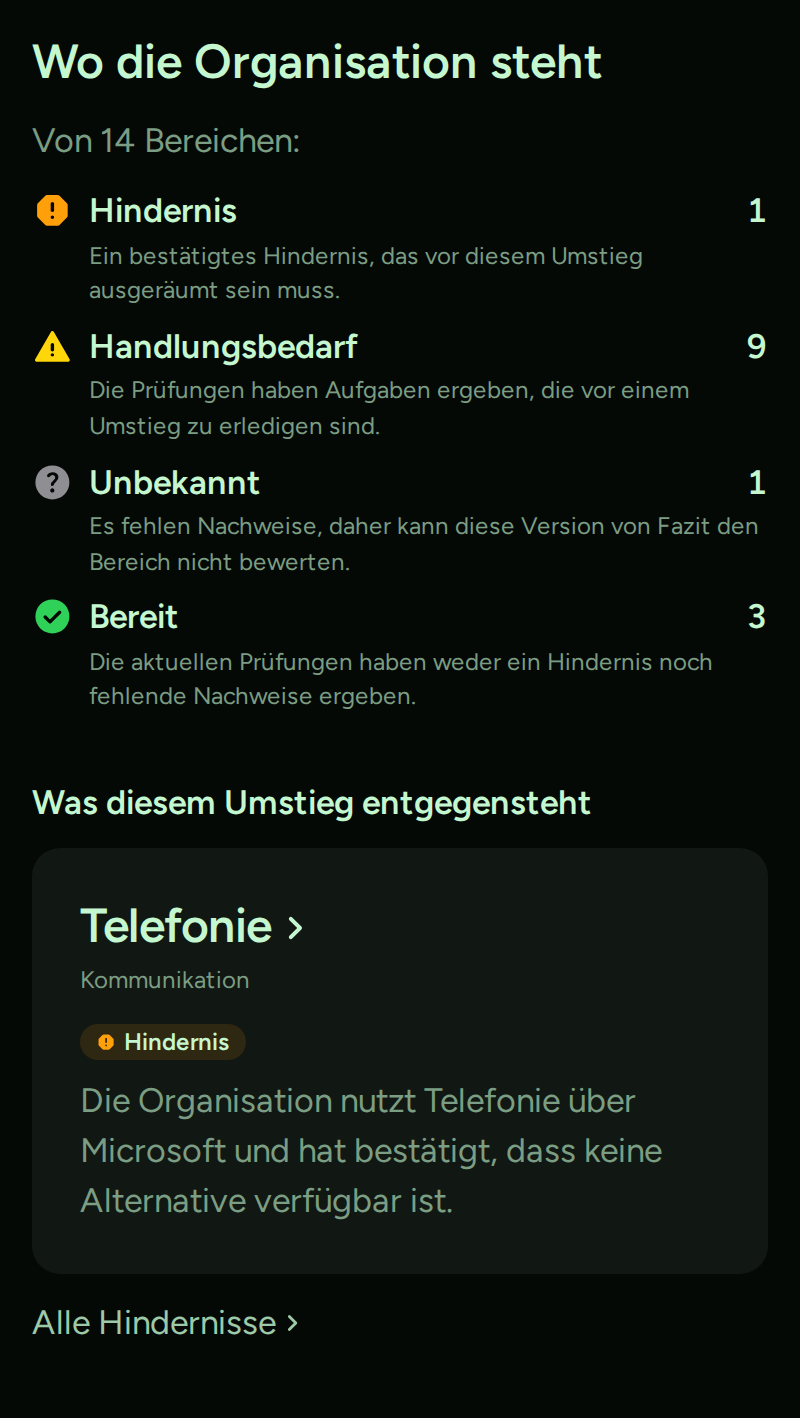 Wo die Organisation steht
Von 14 Bereichen:
Hindernis 1
Ein bestätigtes Hindernis, das vor diesem Umstieg
ausgeräumt sein muss.
Handlungsbedarf 9
Die Prüfungen haben Aufgaben ergeben, die vor einem
Umstieg zu erledigen sind.
Unbekannt 1
Es fehlen Nachweise, daher kann diese Version von Fazit den
Bereich nicht bewerten.
Bereit 3
Die aktuellen Prüfungen haben weder ein Hindernis noch
fehlende Nachweise ergeben.
Was diesem Umstieg entgegensteht
Telefonie
Kommunikation
Hindernis
Die Organisation nutzt Telefonie über
Microsoft und hat bestätigt, dass keine
Alternative verfügbar ist.
Alle Hindernisse